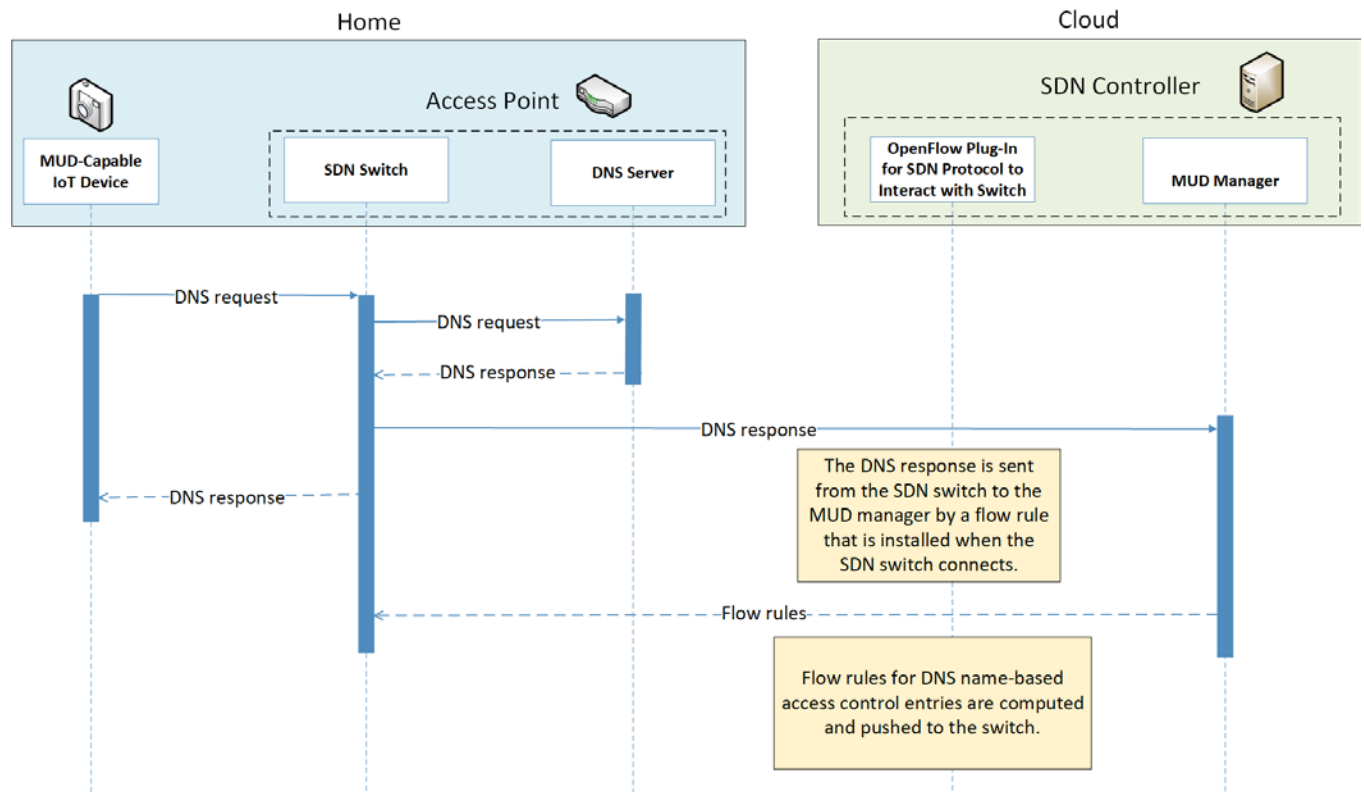 Home
Cloud
Access Point
SDN Controller
MUD-Capable
IoT Device
SDN Switch
DNS Server
OpenFlow Plug-In
for SDN Protocol to
Interact with Switch
MUD Manager
DNS request
DNS request
DNS response
DNS response
The DNS response is sent
from the SDN switch to the
MUD manager by a flow rule
that is installed when the
SDN switch connects.
DNS response
Flow rules
Flow rules for DNS name-based
access control entries are computed
and pushed to the switch.